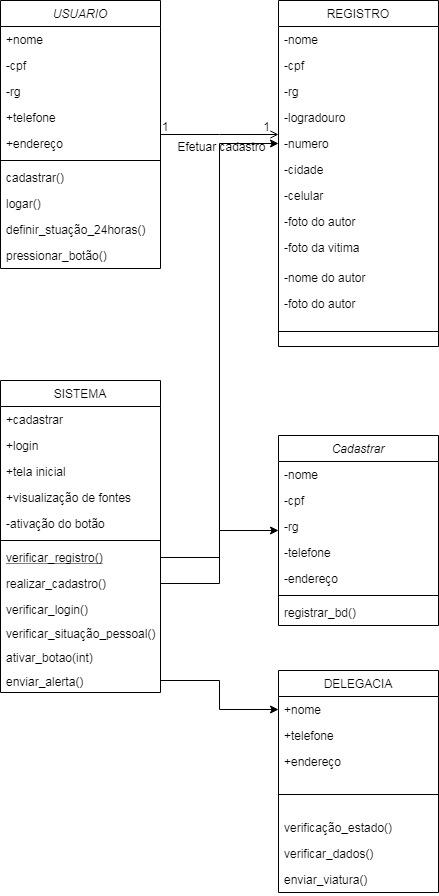 USUARIO
+nome
-cpf
-rg
+telefone
+endereço
cadastrar()
logar()
definir_stuação_24horas()
pressionar_botão()
1
1
Efetuar cadastro
REGISTRO
-nome
-cpf
-rg
-logradouro
-numero
-cidade
-celular
-foto do autor
-foto da vitima
-nome do autor
-foto do autor
SISTEMA
+cadastrar
+login
+tela inicial
+visualização de fontes
-ativação do botão
verificar_registro()
realizar_cadastro()
verificar_login()
verificar_situação_pessoal()
ativar_botao(int)
enviar_alerta()
Cadastrar
-nome
-cpf
-rg
-telefone
-endereço
registrar_bd()
DELEGACIA
+nome
+telefone
+endereço
verificação_estado()
verificar_dados()
enviar_viatura()